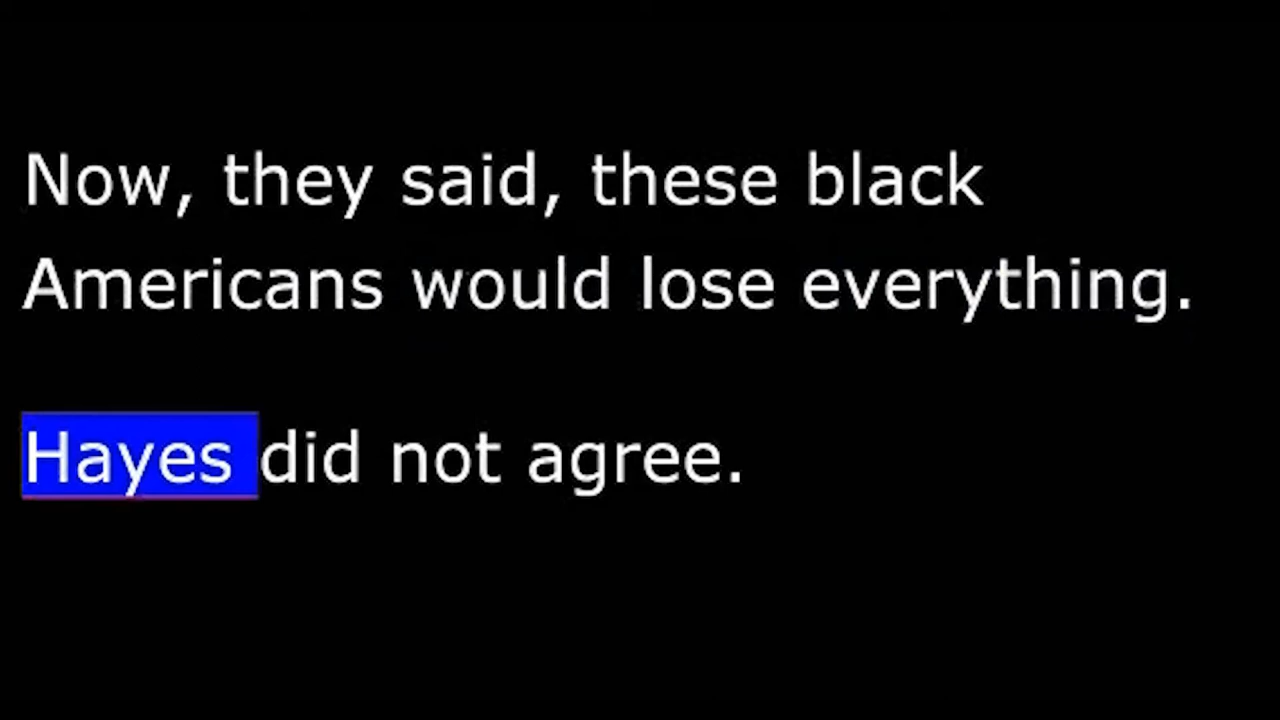 Now, they said, these black
Americans would lose everything.
Hayes did not agree.